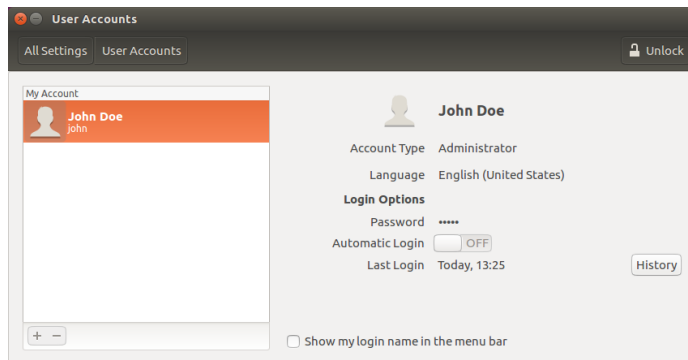 User Accounts
All Settings User Accounts Unlock
My Account
John Doe
john
John Doe
Account Type Administrator
Language English (United States)
Login Options
Password •••••
Automatic Login OFF
Last Login Today, 13:25 History
+ −
Show my login name in the menu bar